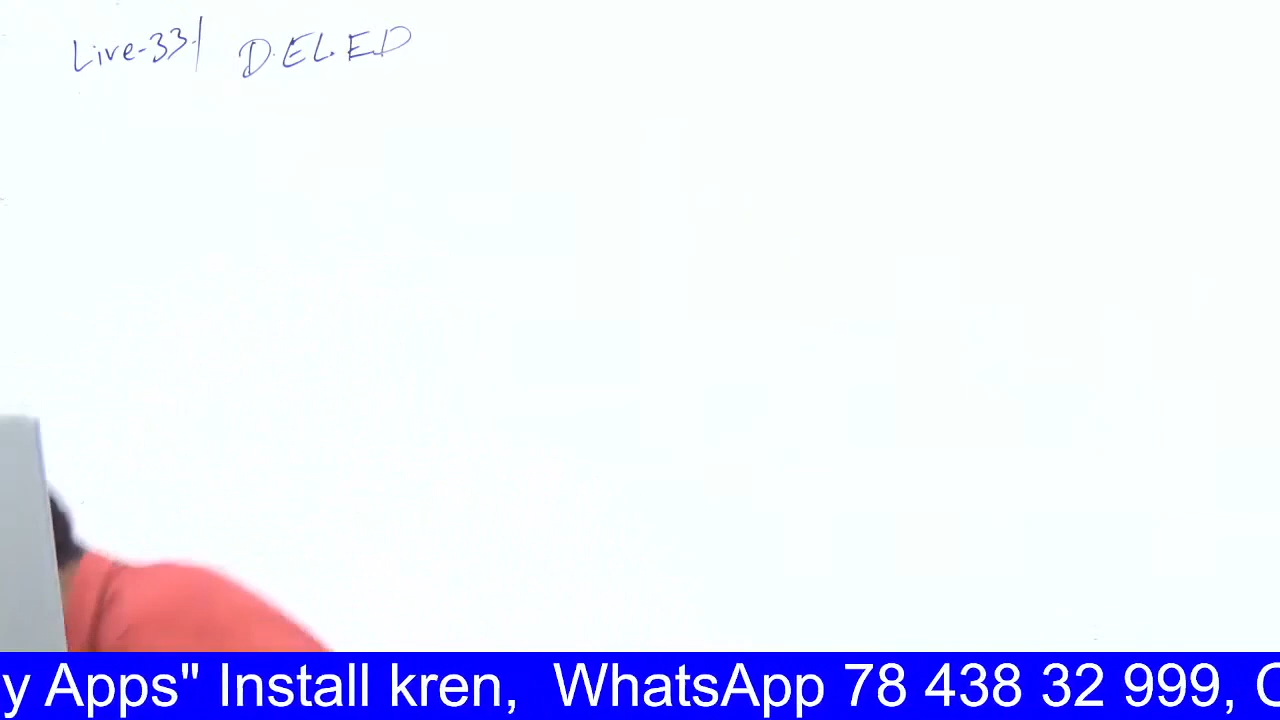 Live-33 | D.EL.ED
y Apps" Install kren, WhatsApp 78 438 32 999, C